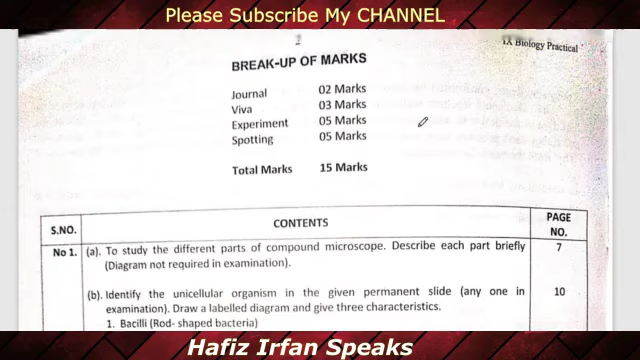 Please Subscribe My CHANNEL
2
IX Biology Practical
BREAK-UP OF MARKS
Journal 02 Marks
Viva 03 Marks
Experiment 05 Marks
Spotting 05 Marks
Total Marks 15 Marks
S.NO. CONTENTS PAGE NO.
No 1. (a). To study the different parts of compound microscope. Describe each part briefly 7
(Diagram not required in examination).
(b). Identify the unicellular organism in the given permanent slide (any one in 10
examination). Draw a labelled diagram and give three characteristics.
1. Bacilli (Rod- shaped bacteria)
Hafiz Irfan Speaks